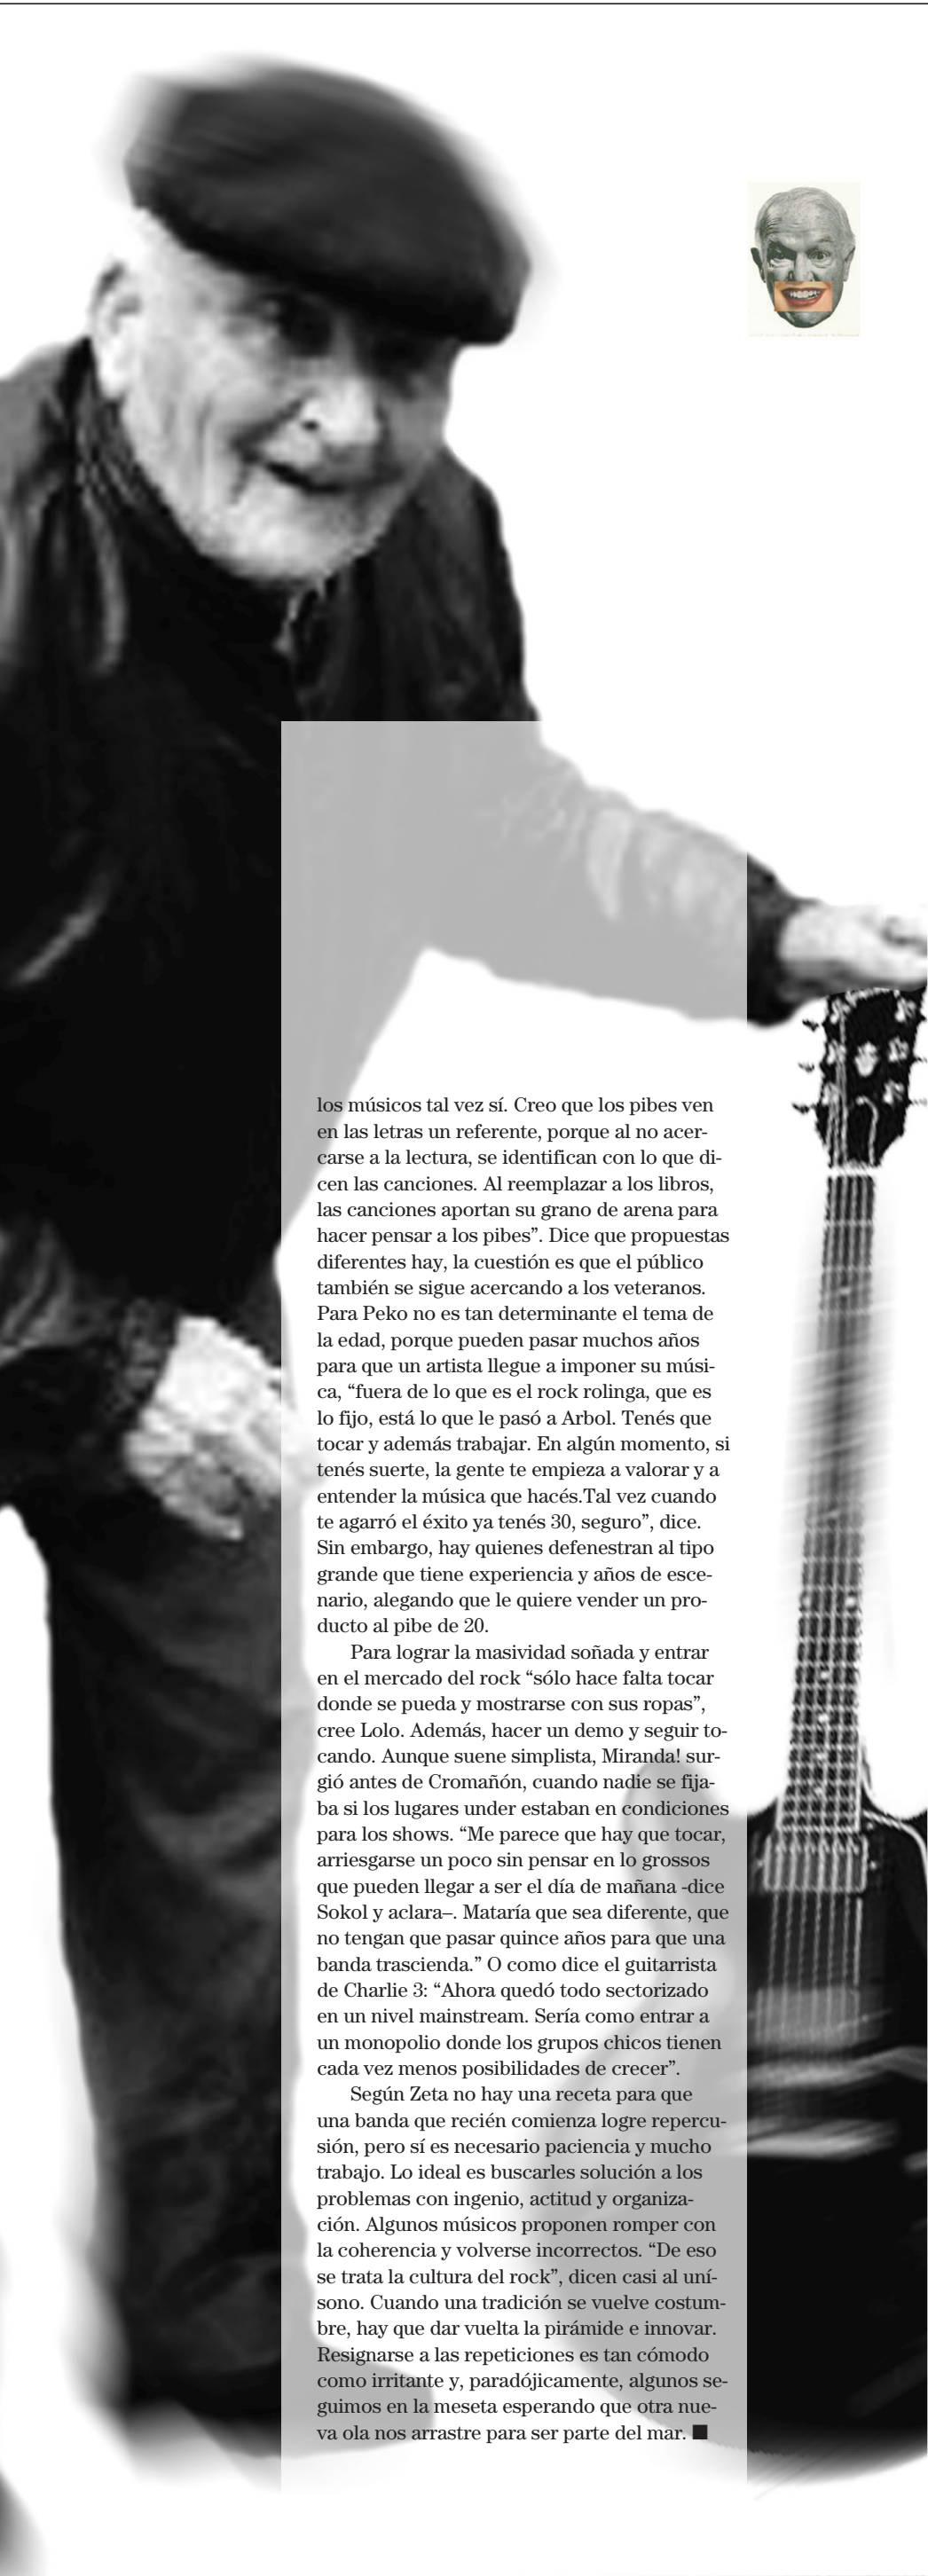 los músicos tal vez sí. Creo que los pibes ven
en las letras un referente, porque al no acer-
carse a la lectura, se identifican con lo que di-
cen las canciones. Al reemplazar a los libros,
las canciones aportan su grano de arena para
hacer pensar a los pibes”. Dice que propuestas
diferentes hay, la cuestión es que el público
también se sigue acercando a los veteranos.
Para Peko no es tan determinante el tema de
la edad, porque pueden pasar muchos años
para que un artista llegue a imponer su músi-
ca, “fuera de lo que es el rock rolinga, que es
lo fijo, está lo que le pasó a Arbol. Tenés que
tocar y además trabajar. En algún momento, si
tenés suerte, la gente te empieza a valorar y a
entender la música que hacés.Tal vez cuando
te agarró el éxito ya tenés 30, seguro”, dice.
Sin embargo, hay quienes defenestran al tipo
grande que tiene experiencia y años de esce-
nario, alegando que le quiere vender un pro-
ducto al pibe de 20.
Para lograr la masividad soñada y entrar
en el mercado del rock “sólo hace falta tocar
donde se pueda y mostrarse con sus ropas”,
cree Lolo. Además, hacer un demo y seguir to-
cando. Aunque suene simplista, Miranda! sur-
gió antes de Cromañón, cuando nadie se fija-
ba si los lugares under estaban en condiciones
para los shows. “Me parece que hay que tocar,
arriesgarse un poco sin pensar en lo grossos
que pueden llegar a ser el día de mañana -dice
Sokol y aclara–. Mataría que sea diferente, que
no tengan que pasar quince años para que una
banda trascienda.” O como dice el guitarrista
de Charlie 3: “Ahora quedó todo sectorizado
en un nivel mainstream. Sería como entrar a
un monopolio donde los grupos chicos tienen
cada vez menos posibilidades de crecer”.
Según Zeta no hay una receta para que
una banda que recién comienza logre repercu-
sión, pero sí es necesario paciencia y mucho
trabajo. Lo ideal es buscarles solución a los
problemas con ingenio, actitud y organiza-
ción. Algunos músicos proponen romper con
la coherencia y volverse incorrectos. “De eso
se trata la cultura del rock”, dicen casi al uní-
sono. Cuando una tradición se vuelve costum-
bre, hay que dar vuelta la pirámide e innovar.
Resignarse a las repeticiones es tan cómodo
como irritante y, paradójicamente, algunos se-
guimos en la meseta esperando que otra nue-
va ola nos arrastre para ser parte del mar. ■